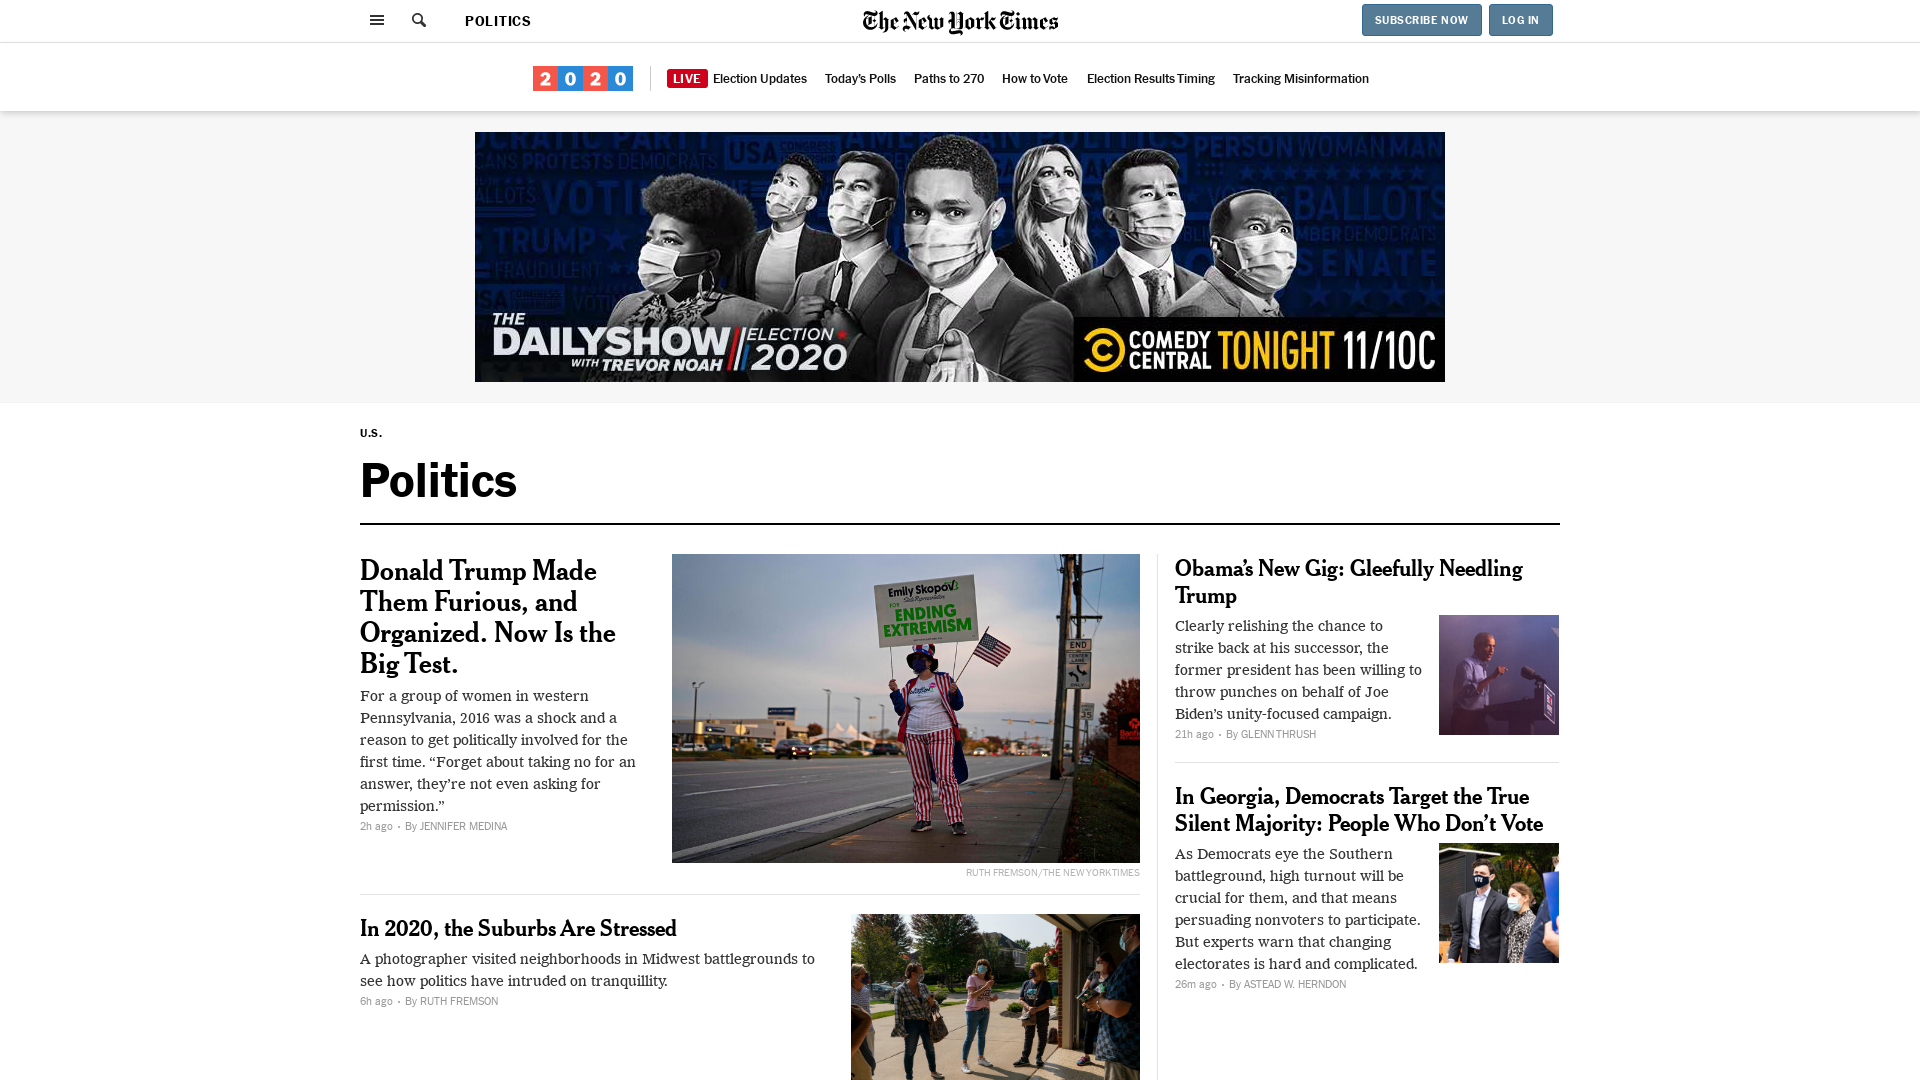 POLITICS
The New York Times
SUBSCRIBE NOW
LOG IN
2020
LIVE Election Updates
Today's Polls
Paths to 270
How to Vote
Election Results Timing
Tracking Misinformation
THE
DAILYSHOW
WITH TREVOR NOAH
ELECTION
2020
COMEDY
CENTRAL TONIGHT 11/10C
U.S.
Politics
Donald Trump Made
Them Furious, and
Organized. Now Is the
Big Test.
For a group of women in western
Pennsylvania, 2016 was a shock and a
reason to get politically involved for the
first time. “Forget about taking no for an
answer, they’re not even asking for
permission.”
2h ago • By JENNIFER MEDINA
Emily Skopov
State Representative
FOR
ENDING
EXTREMISM
END
CENTER
LANE
ONLY
35
RUTH FREMSON/THE NEW YORK TIMES
In 2020, the Suburbs Are Stressed
A photographer visited neighborhoods in Midwest battlegrounds to
see how politics have intruded on tranquillity.
6h ago • By RUTH FREMSON
Obama’s New Gig: Gleefully Needling
Trump
Clearly relishing the chance to
strike back at his successor, the
former president has been willing to
throw punches on behalf of Joe
Biden’s unity-focused campaign.
21h ago • By GLENN THRUSH
In Georgia, Democrats Target the True
Silent Majority: People Who Don’t Vote
As Democrats eye the Southern
battleground, high turnout will be
crucial for them, and that means
persuading nonvoters to participate.
But experts warn that changing
electorates is hard and complicated.
26m ago • By ASTEAD W. HERNDON